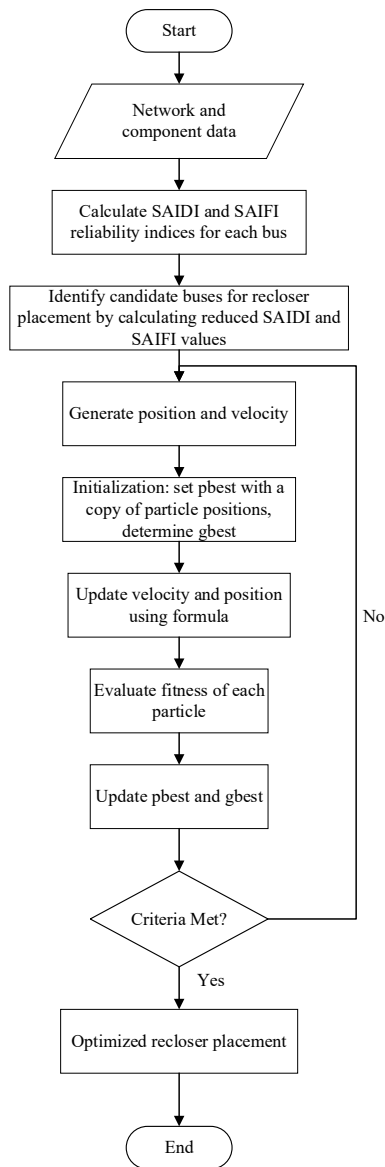 Start
Network and
component data
Calculate SAIDI and SAIFI
reliability indices for each bus
Identify candidate buses for recloser
placement by calculating reduced SAIDI and
SAIFI values
Generate position and velocity
Initialization: set pbest with a
copy of particle positions,
determine gbest
Update velocity and position
using formula
No
Evaluate fitness of each
particle
Update pbest and gbest
Criteria Met?
Yes
Optimized recloser placement
End